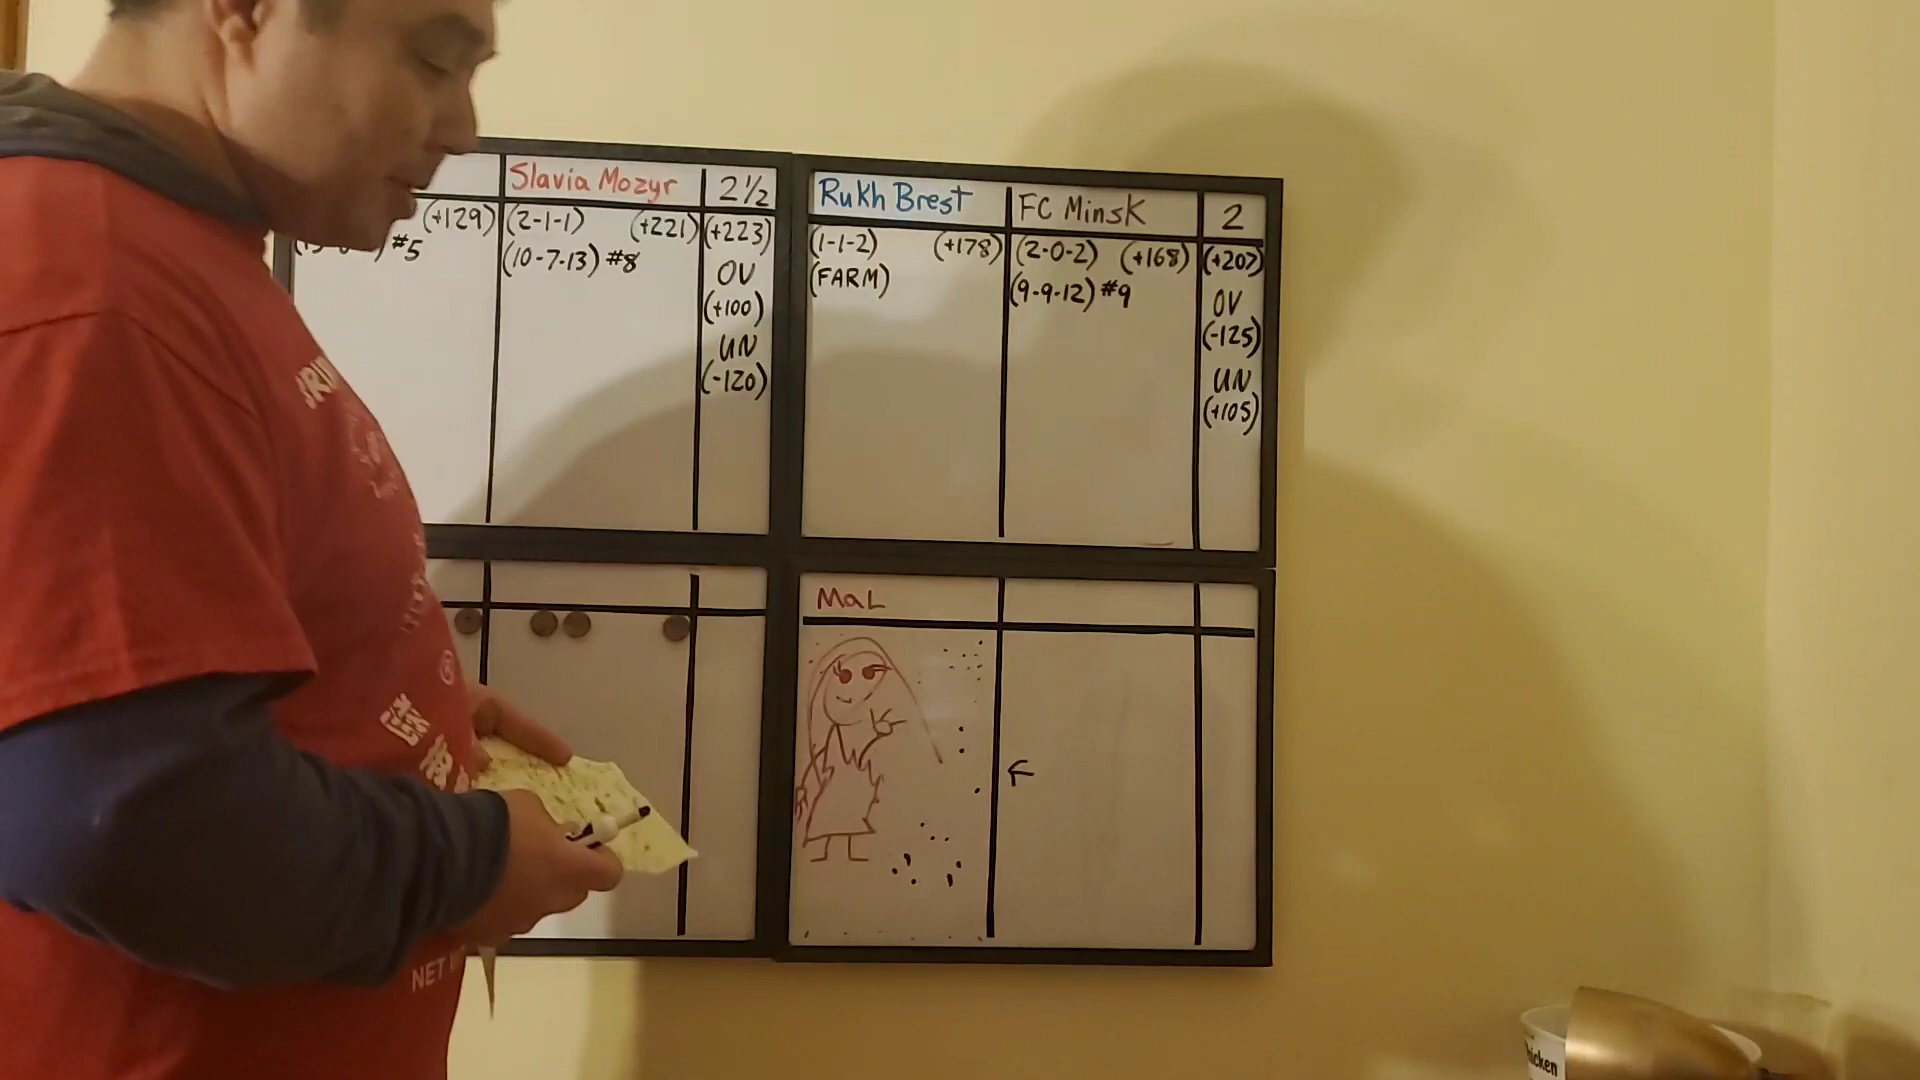 Slavia Mozyr 2½
(+129) (2-1-1) (+221) (+223)
#5 (10-7-13) #8 OV
(+100)
UN
(-120)
Rukh Brest FC Minsk 2
(1-1-2) (+178) (2-0-2) (+168) (+207)
(FARM) (9-9-12) #9 OV
(-125)
UN
(+105)
MaL
NET